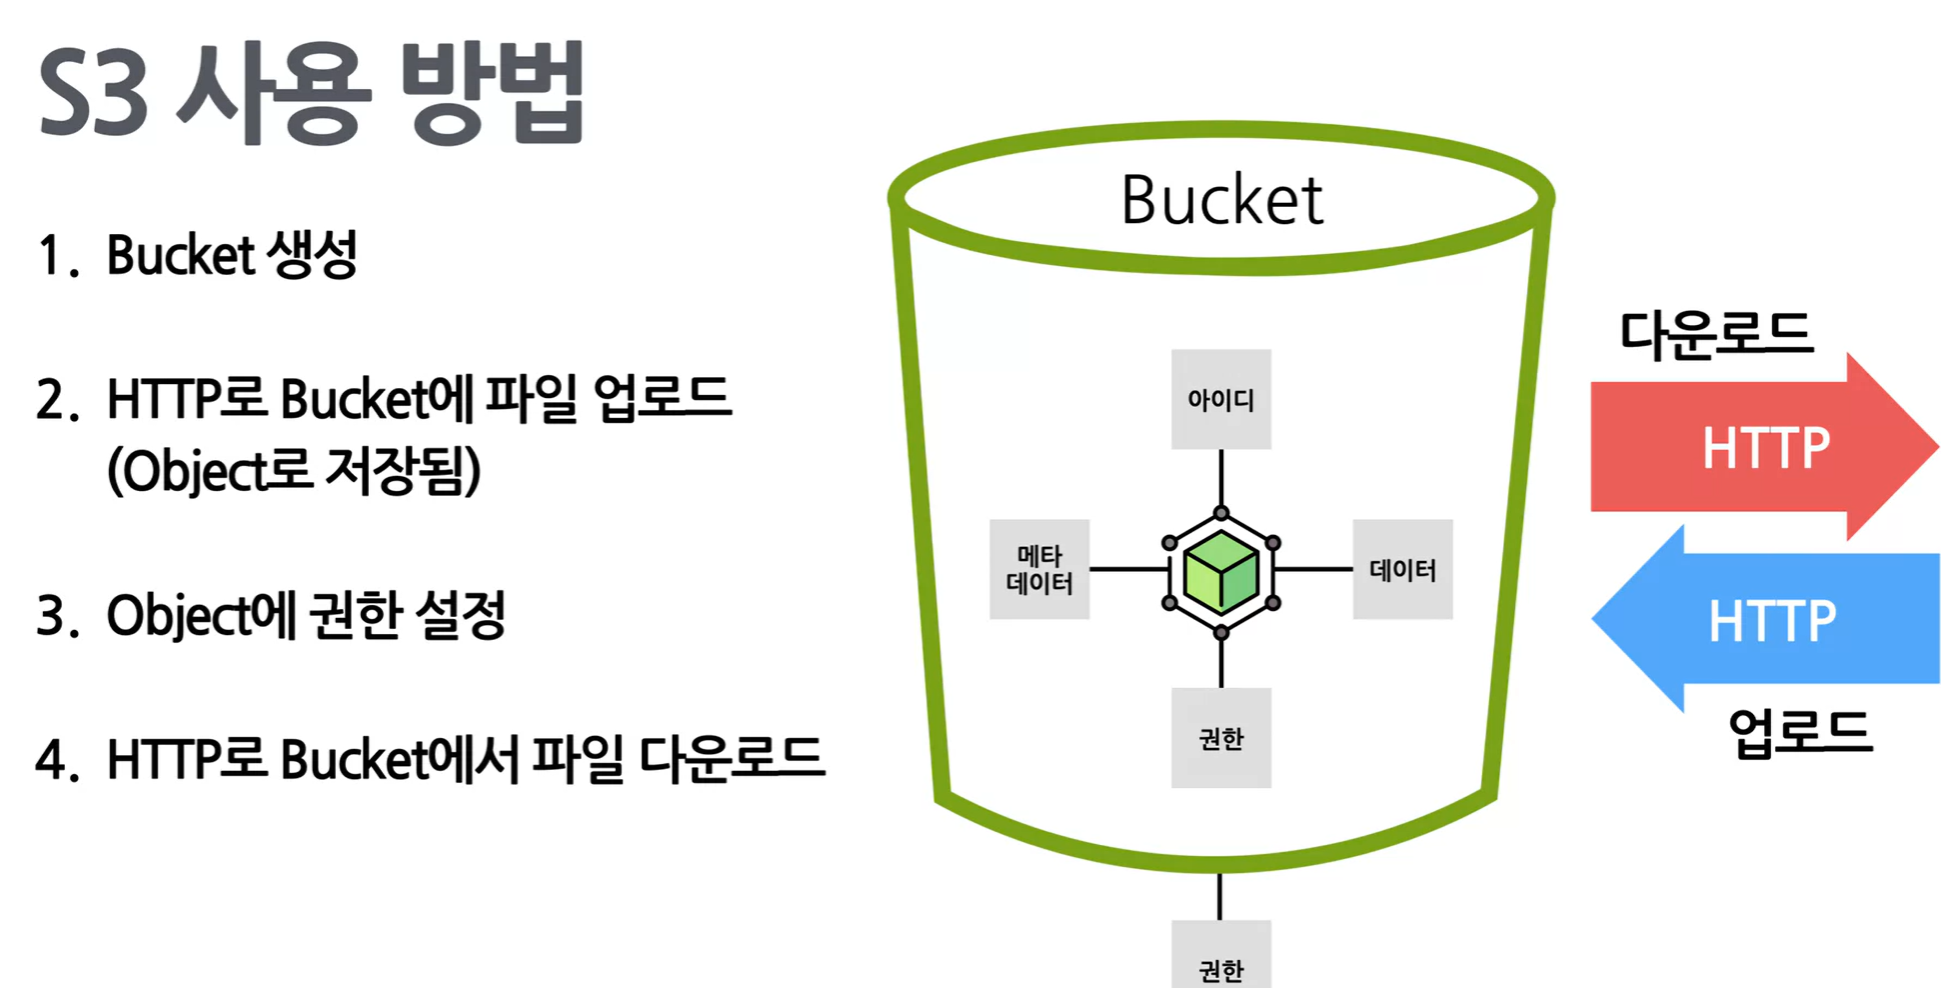 S3 사용 방법
1. Bucket 생성
2. HTTP로 Bucket에 파일 업로드
(Object로 저장됨)
3. Object에 권한 설정
4. HTTP로 Bucket에서 파일 다운로드
Bucket
아이디
메타
데이터
데이터
권한
권한
다운로드
HTTP
HTTP
업로드